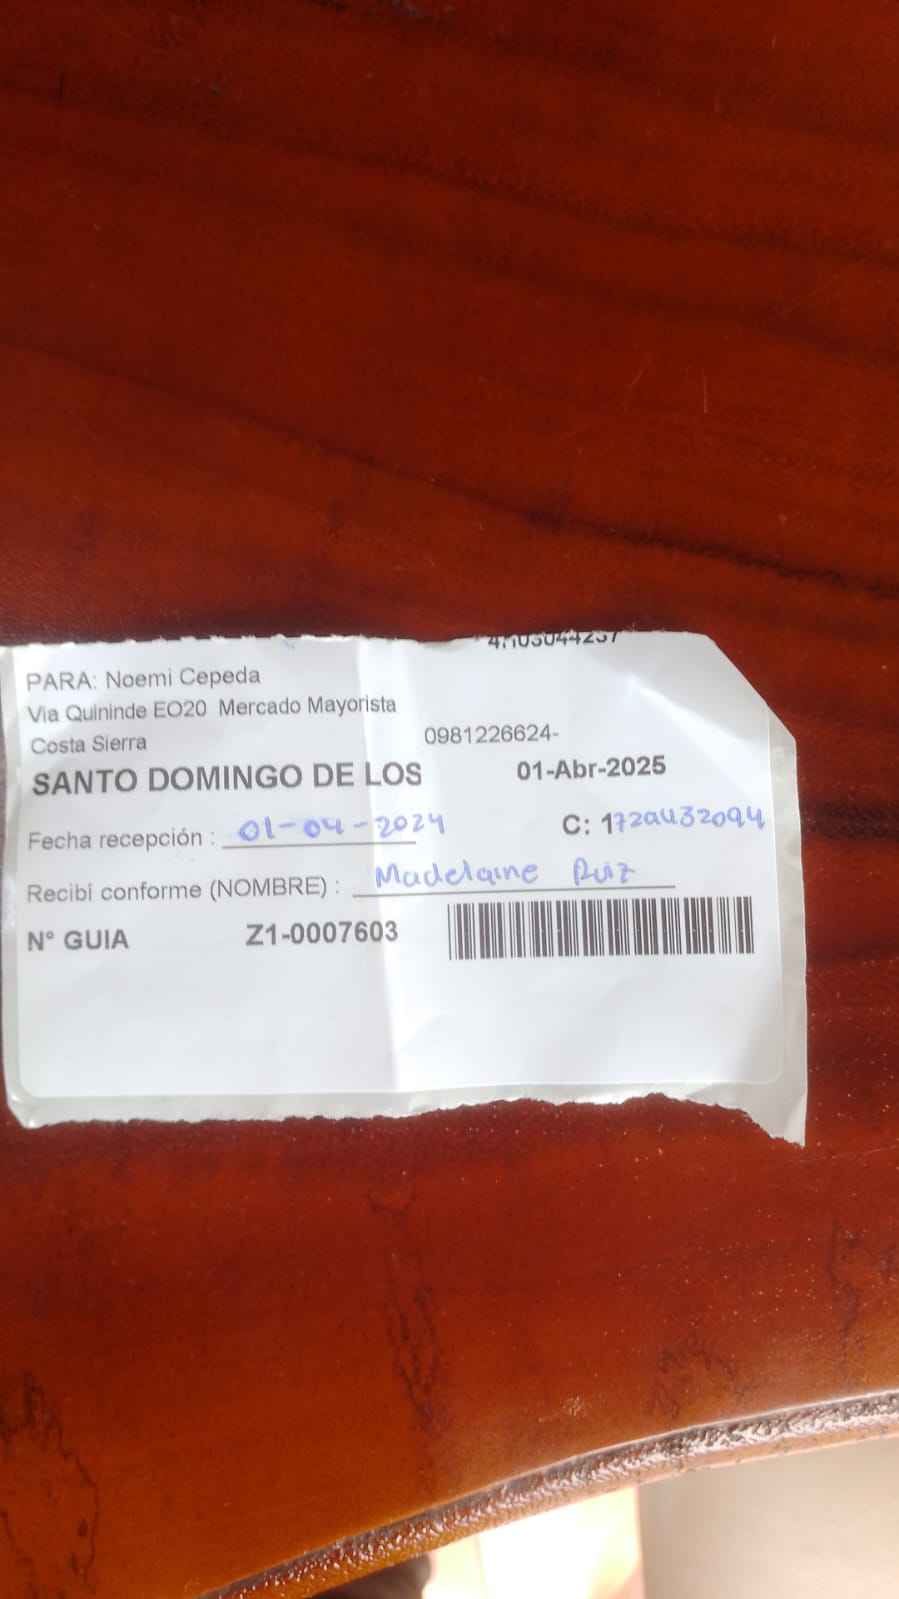 PARA: Noemi Cepeda
Via Quininde EO20 Mercado Mayorista
Costa Sierra 0981226624-
SANTO DOMINGO DE LOS 01-Abr-2025
Fecha recepción : 01-04-2024 C: 1729432094
Recibí conforme (NOMBRE) : Madelaine Ruiz
N° GUIA Z1-0007603